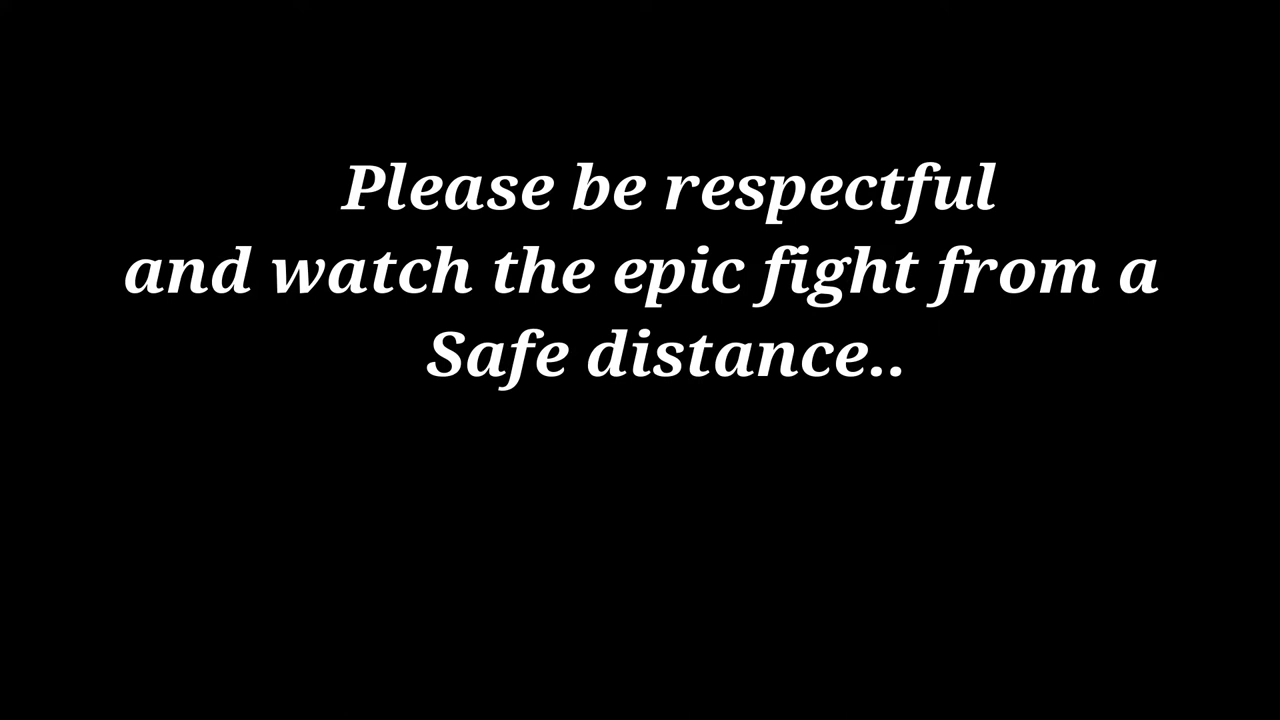 Please be respectful
and watch the epic fight from a
Safe distance..